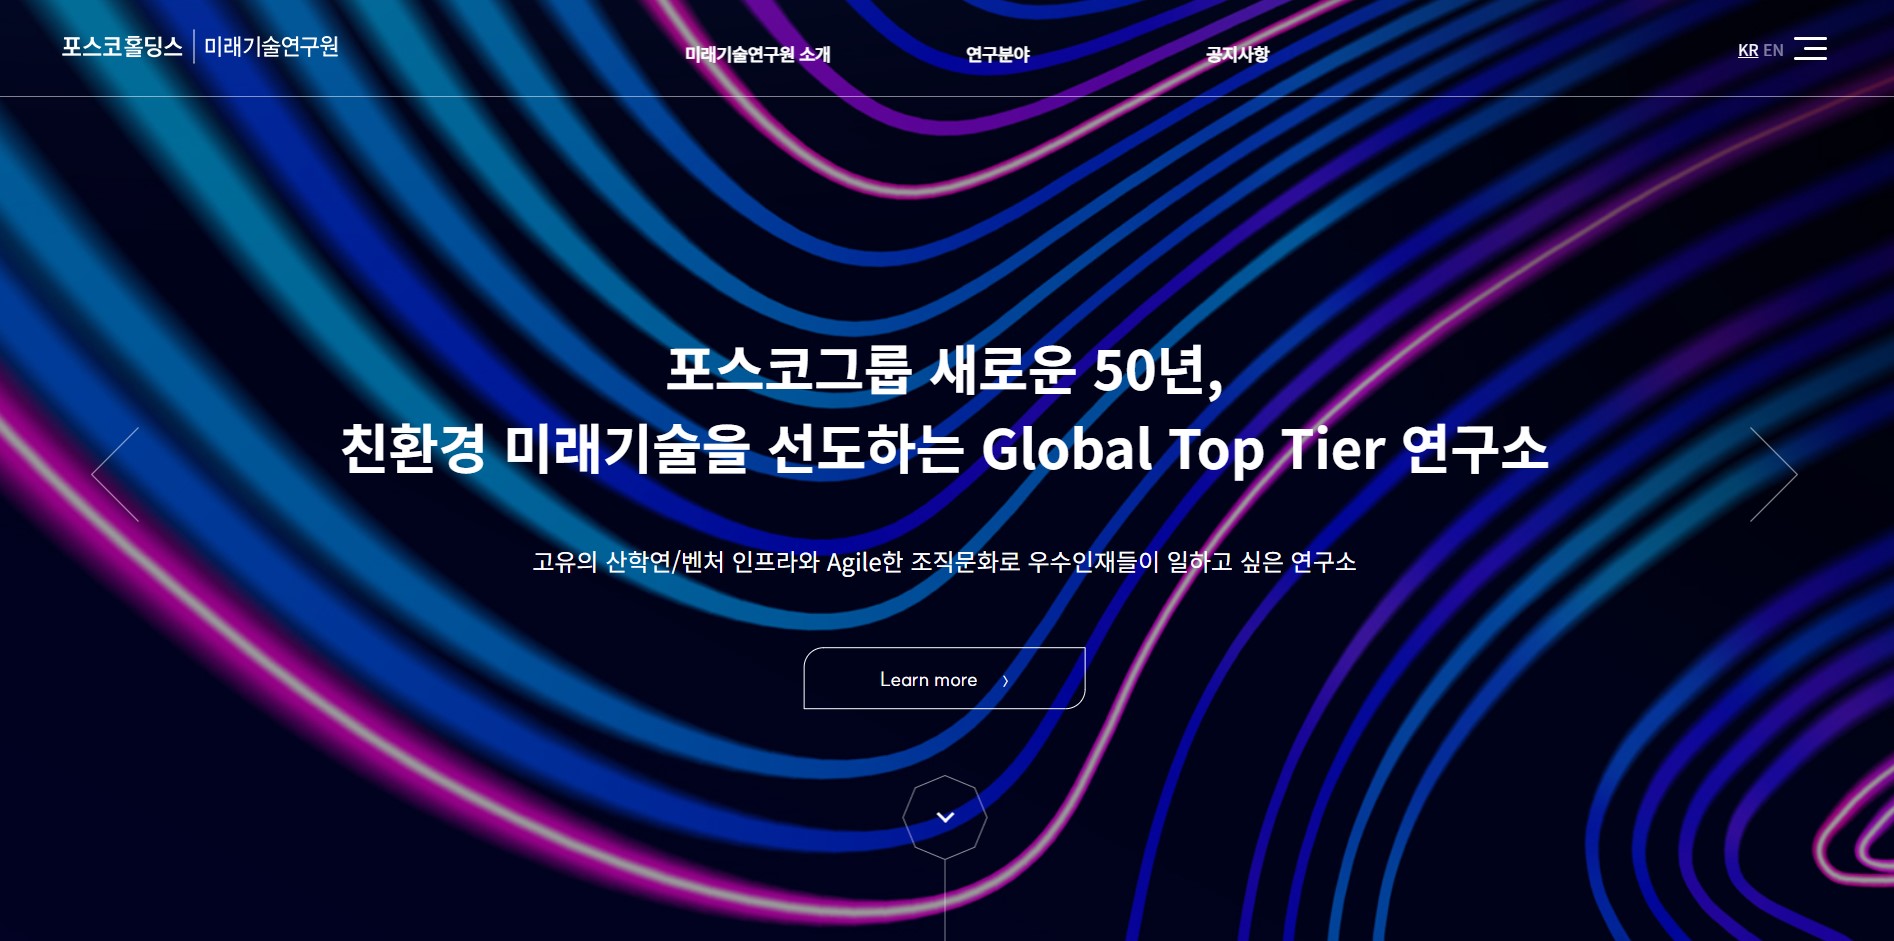 포스코홀딩스 | 미래기술연구원
미래기술연구원 소개
연구분야
공지사항
KR EN
포스코그룹 새로운 50년,
친환경 미래기술을 선도하는 Global Top Tier 연구소
고유의 산학연/벤처 인프라와 Agile한 조직문화로 우수인재들이 일하고 싶은 연구소
Learn more